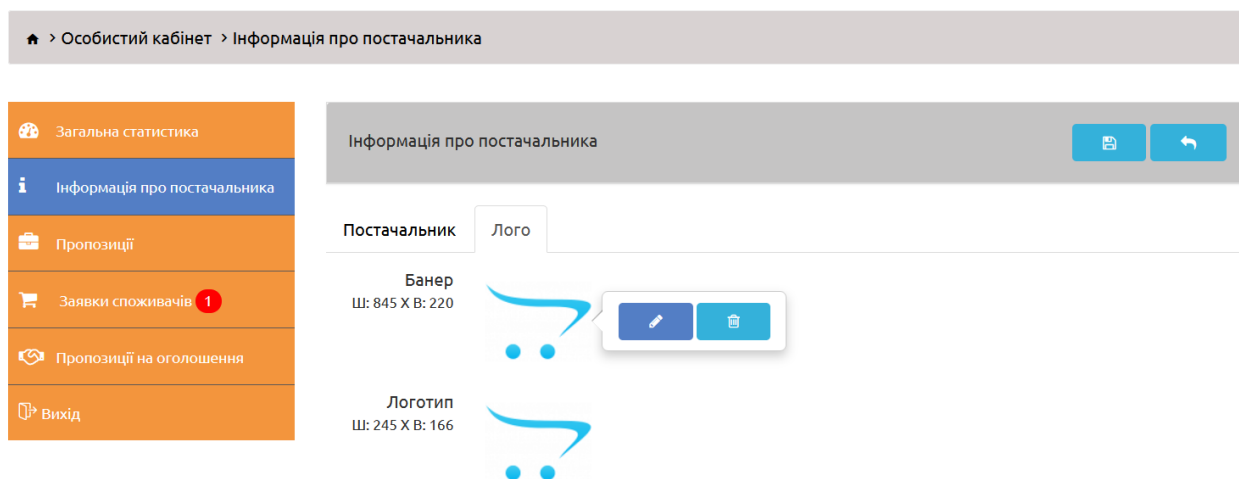 > Особистий кабінет > Інформація про постачальника
Загальна статистика
Інформація про постачальника
Пропозиції
Заявки споживачів 1
Пропозиції на оголошення
Вихід
Інформація про постачальника
Постачальник Лого
Банер
Ш: 845 X В: 220
Логотип
Ш: 245 X В: 166